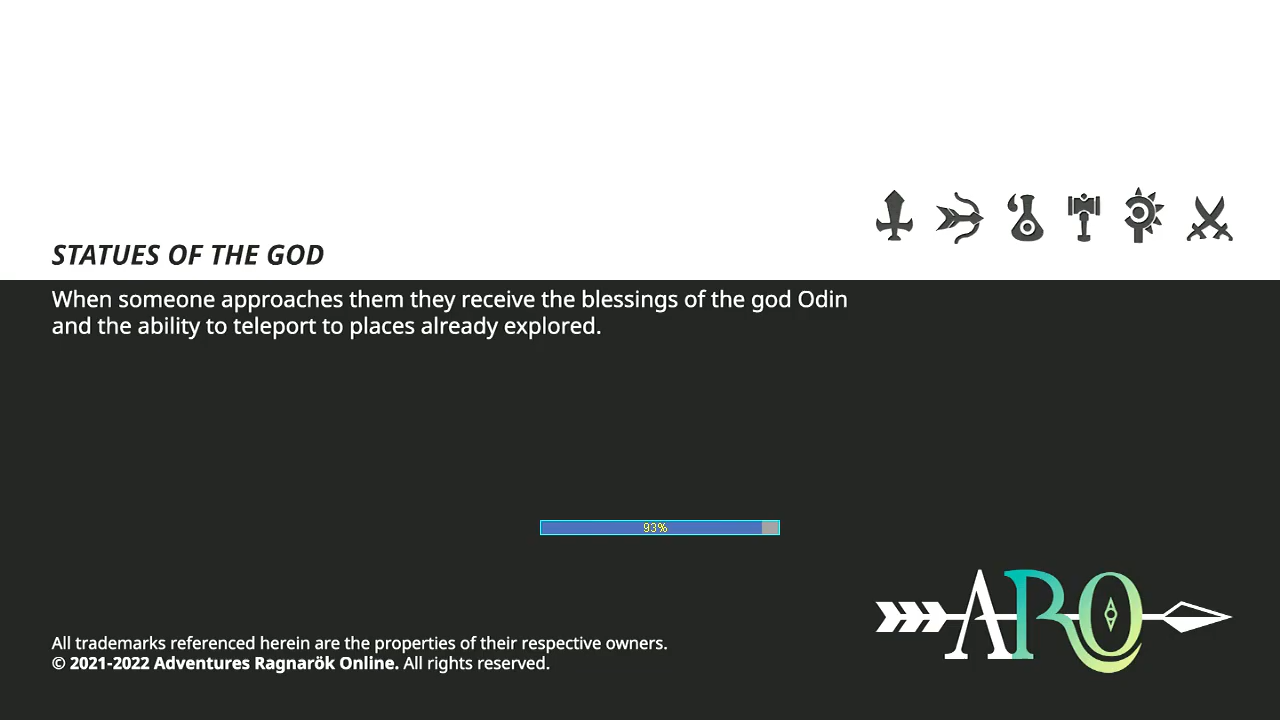 STATUES OF THE GOD
When someone approaches them they receive the blessings of the god Odin
and the ability to teleport to places already explored.
93%
ARO
All trademarks referenced herein are the properties of their respective owners.
© 2021-2022 Adventures Ragnarök Online. All rights reserved.